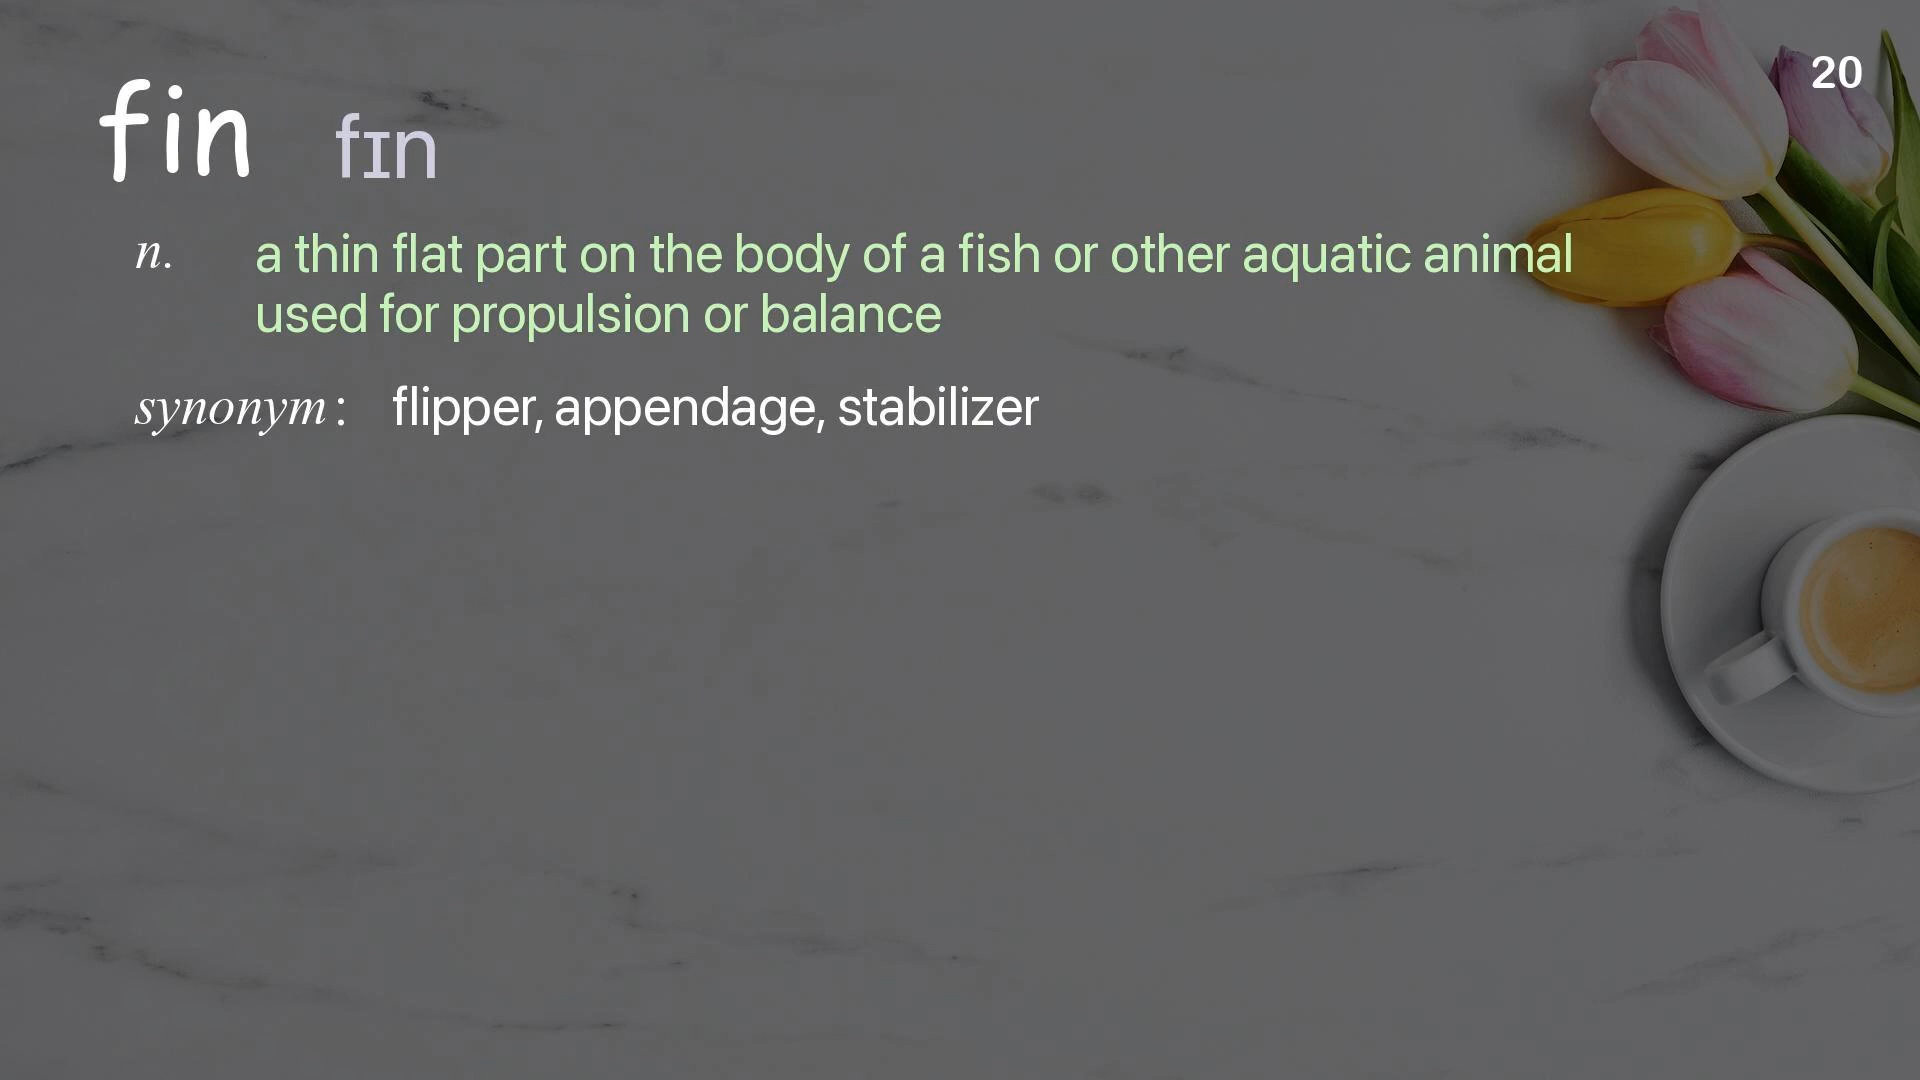 20
fin fɪn
n. a thin flat part on the body of a fish or other aquatic animal
used for propulsion or balance
synonym: flipper, appendage, stabilizer